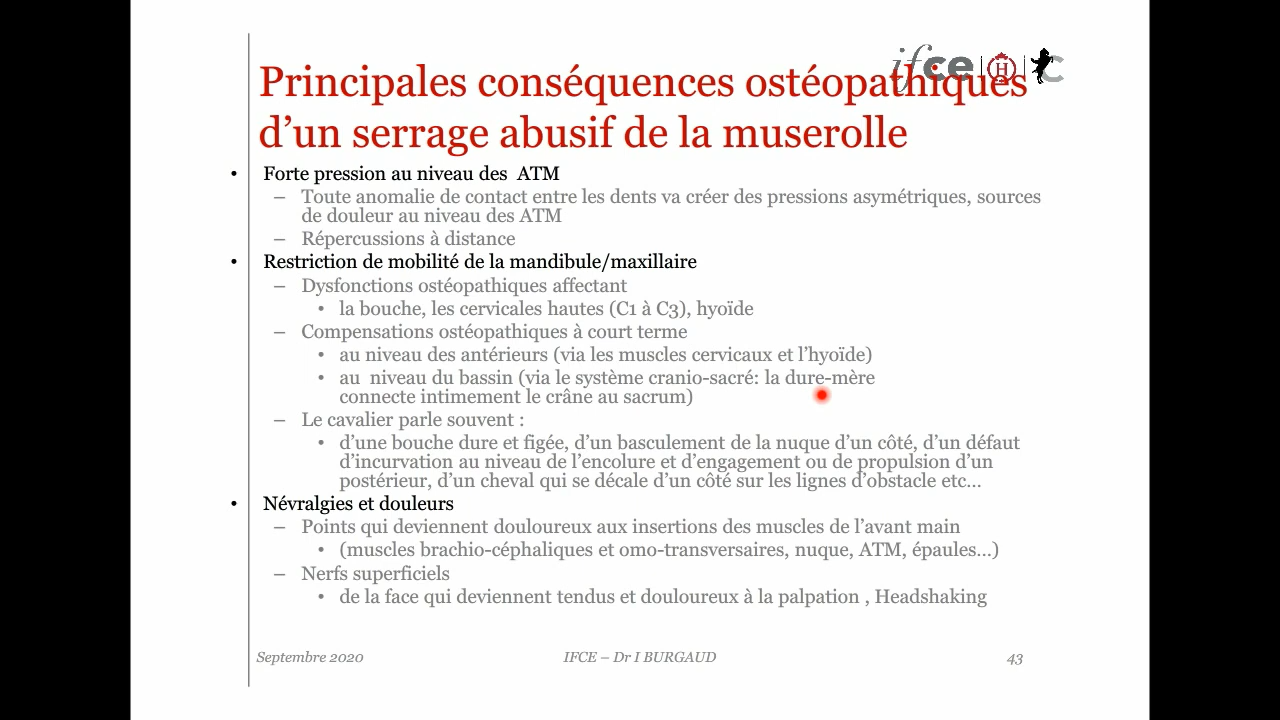 ifce | H | C
Principales conséquences ostéopathiques
d’un serrage abusif de la muserolle
• Forte pression au niveau des ATM
– Toute anomalie de contact entre les dents va créer des pressions asymétriques, sources
de douleur au niveau des ATM
– Répercussions à distance
• Restriction de mobilité de la mandibule/maxillaire
– Dysfonctions ostéopathiques affectant
• la bouche, les cervicales hautes (C1 à C3), hyoïde
– Compensations ostéopathiques à court terme
• au niveau des antérieurs (via les muscles cervicaux et l’hyoïde)
• au niveau du bassin (via le système cranio-sacré: la dure-mère
connecte intimement le crâne au sacrum)
– Le cavalier parle souvent :
• d’une bouche dure et figée, d’un basculement de la nuque d’un côté, d’un défaut
d’incurvation au niveau de l’encolure et d’engagement ou de propulsion d’un
postérieur, d’un cheval qui se décale d’un côté sur les lignes d’obstacle etc…
• Névralgies et douleurs
– Points qui deviennent douloureux aux insertions des muscles de l’avant main
• (muscles brachio-céphaliques et omo-transversaires, nuque, ATM, épaules…)
– Nerfs superficiels
• de la face qui deviennent tendus et douloureux à la palpation , Headshaking
Septembre 2020
IFCE – Dr I BURGAUD
43